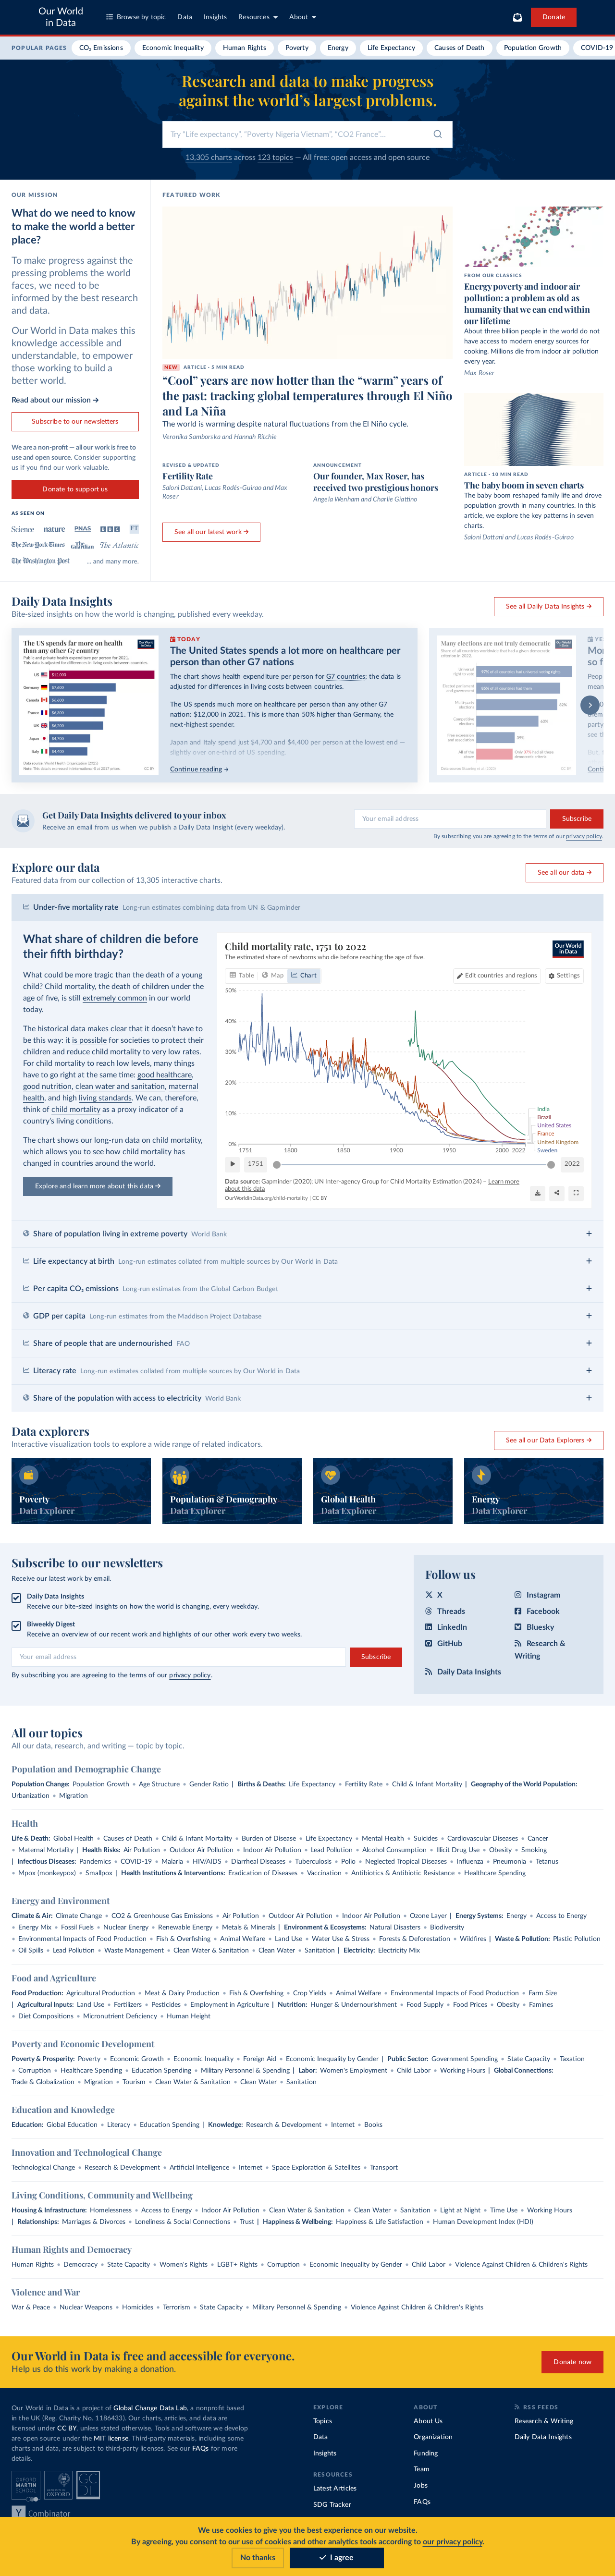 Our World
in Data
Browse by topic
Data
Insights
Resources
About
Donate
POPULAR PAGES
CO₂ Emissions
Economic Inequality
Human Rights
Poverty
Energy
Life Expectancy
Causes of Death
Population Growth
COVID-19
Research and data to make progress
against the world's largest problems.
Try "Life expectancy", "Poverty Nigeria Vietnam", "CO2 France"...
13,305 charts across 123 topics — All free: open access and open source
OUR MISSION
What do we need to know
to make the world a better
place?
To make progress against the
pressing problems the world
faces, we need to be
informed by the best research
and data.
Our World in Data makes this
knowledge accessible and
understandable, to empower
those working to build a
better world.
Read about our mission →
Subscribe to our newsletters
We are a non-profit — all our work is free to
use and open source. Consider supporting
us if you find our work valuable.
Donate to support us
AS SEEN ON
Science nature PNAS BBC FT
The New York Times The Guardian The Atlantic
The Washington Post ... and many more.
FEATURED WORK
NEW ARTICLE - 3 MIN READ
"Cool" years are now hotter than the "warm" years of
the past: tracking global temperatures through El Niño
and La Niña
The world is warming despite natural fluctuations from the El Niño cycle.
Veronika Samborska and Hannah Ritchie
REVISED & UPDATED
Fertility Rate
Saloni Dattani, Lucas Rodés-Guirao and Max
Roser
ANNOUNCEMENT
Our founder, Max Roser, has
received two prestigious honors
Angela Wenham and Charlie Giattino
See all our latest work →
FROM OUR CLASSICS
Energy poverty and indoor air
pollution: a problem as old as
humanity that we can end within
our lifetime
About three billion people in the world do not
have access to modern energy sources for
cooking. Millions die from indoor air pollution
every year.
Max Roser
ARTICLE - 10 MIN READ
The baby boom in seven charts
The baby boom reshaped family life and drove
population growth in many countries. In this
article, we explore the key patterns in seven
charts.
Saloni Dattani and Lucas Rodés-Guirao
Daily Data Insights
Bite-sized insights on how the world is changing, published every weekday.
See all Daily Data Insights →
The US spends far more on health
than any other G7 country
Public and private health expenditure per person for G7 countries, 2021.
This data is adjusted for differences in living costs between countries.
US $12,000
Germany $7,600
Canada $6,600
France $6,300
UK $6,200
Japan $4,700
Italy $4,400
TODAY
The United States spends a lot more on healthcare per
person than other G7 nations
The chart shows health expenditure per person for G7 countries; the data is
adjusted for differences in living costs between countries.
The US spends much more on healthcare per person than any other G7
nation: $12,000 in 2021. This is more than 50% higher than Germany, the
next-highest spender.
Japan and Italy spend just $4,700 and $4,400 per person at the lowest end —
slightly over one-third of US spending.
Continue reading →
Many elections are not truly democratic
Get Daily Data Insights delivered to your inbox
Receive an email from us when we publish a Daily Data Insight (every weekday).
Your email address
Subscribe
By subscribing you are agreeing to the terms of our privacy policy.
Explore our data
Featured data from our collection of 13,305 interactive charts.
See all our data →
Under-five mortality rate Long-run estimates combining data from UN & Gapminder
What share of children die before
their fifth birthday?
What could be more tragic than the death of a young
child? Child mortality, the death of children under the
age of five, is still extremely common in our world
today.
The historical data makes clear that it doesn't have to
be this way: it is possible for societies to protect their
children and reduce child mortality to very low rates.
For child mortality to reach low levels, many things
have to go right at the same time: good healthcare,
good nutrition, clean water and sanitation, maternal
health, and high living standards. We can, therefore,
think of child mortality as a proxy indicator of a
country's living conditions.
The chart shows our long-run data on child mortality,
which allows you to see how child mortality has
changed in countries around the world.
Explore and learn more about this data →
Child mortality rate, 1751 to 2022
The estimated share of newborns who die before reaching the age of five.
Our World
in Data
Table
Map
Chart
Edit countries and regions
Settings
50%
40%
30%
20%
10%
0%
1751 1800 1850 1900 1950 2000 2022
India
Brazil
United States
France
United Kingdom
Sweden
1751
2022
Data source: Gapminder (2020); UN Inter-agency Group for Child Mortality Estimation (2024) – Learn more
about this data
OurWorldinData.org/child-mortality | CC BY
Share of population living in extreme poverty World Bank
Life expectancy at birth Long-run estimates collated from multiple sources by Our World in Data
Per capita CO₂ emissions Long-run estimates from the Global Carbon Budget
GDP per capita Long-run estimates from the Maddison Project Database
Share of people that are undernourished FAO
Literacy rate Long-run estimates collated from multiple sources by Our World in Data
Share of the population with access to electricity World Bank
Data explorers
Interactive visualization tools to explore a wide range of related indicators.
See all our Data Explorers →
Poverty
Data Explorer
Population & Demography
Data Explorer
Global Health
Data Explorer
Energy
Data Explorer
Subscribe to our newsletters
Receive our latest work by email.
Daily Data Insights
Receive our bite-sized insights on how the world is changing, every weekday.
Biweekly Digest
Receive an overview of our recent work and highlights of our other work every two weeks.
Your email address
Subscribe
By subscribing you are agreeing to the terms of our privacy policy.
Follow us
X
Threads
LinkedIn
GitHub
Daily Data Insights
Instagram
Facebook
Bluesky
Research &
Writing
All our topics
All our data, research, and writing — topic by topic.
Population and Demographic Change
Population Change: Population Growth • Age Structure • Gender Ratio | Births & Deaths: Life Expectancy • Fertility Rate • Child & Infant Mortality | Geography of the World Population:
Urbanization • Migration
Health
Life & Death: Global Health • Causes of Death • Child & Infant Mortality • Burden of Disease • Life Expectancy • Mental Health • Suicides • Cardiovascular Diseases • Cancer
• Maternal Mortality | Health Risks: Air Pollution • Outdoor Air Pollution • Indoor Air Pollution • Lead Pollution • Alcohol Consumption • Illicit Drug Use • Obesity • Smoking
| Infectious Diseases: Pandemics • COVID-19 • Malaria • HIV/AIDS • Diarrheal Diseases • Tuberculosis • Polio • Neglected Tropical Diseases • Influenza • Pneumonia • Tetanus
• Mpox (monkeypox) • Smallpox | Health Institutions & Interventions: Eradication of Diseases • Vaccination • Antibiotics & Antibiotic Resistance • Healthcare Spending
Energy and Environment
Climate & Air: Climate Change • CO2 & Greenhouse Gas Emissions • Air Pollution • Outdoor Air Pollution • Indoor Air Pollution • Ozone Layer | Energy Systems: Energy • Access to Energy
• Energy Mix • Fossil Fuels • Nuclear Energy • Renewable Energy • Metals & Minerals | Environment & Ecosystems: Natural Disasters • Biodiversity
• Environmental Impacts of Food Production • Fish & Overfishing • Animal Welfare • Land Use • Water Use & Stress • Forests & Deforestation • Wildfires | Waste & Pollution: Plastic Pollution
• Oil Spills • Lead Pollution • Waste Management • Clean Water & Sanitation • Clean Water • Sanitation | Electricity: Electricity Mix
Food and Agriculture
Food Production: Agricultural Production • Meat & Dairy Production • Fish & Overfishing • Crop Yields • Animal Welfare • Environmental Impacts of Food Production • Farm Size
| Agricultural Inputs: Land Use • Fertilizers • Pesticides • Employment in Agriculture | Nutrition: Hunger & Undernourishment • Food Supply • Food Prices • Obesity • Famines
• Diet Compositions • Micronutrient Deficiency • Human Height
Poverty and Economic Development
Poverty & Prosperity: Poverty • Economic Growth • Economic Inequality • Foreign Aid • Economic Inequality by Gender | Public Sector: Government Spending • State Capacity • Taxation
• Corruption • Healthcare Spending • Education Spending • Military Personnel & Spending | Labor: Women's Employment • Child Labor • Working Hours | Global Connections:
Trade & Globalization • Migration • Tourism • Clean Water & Sanitation • Clean Water • Sanitation
Education and Knowledge
Education: Global Education • Literacy • Education Spending | Knowledge: Research & Development • Internet • Books
Innovation and Technological Change
Technological Change • Research & Development • Artificial Intelligence • Internet • Space Exploration & Satellites • Transport
Living Conditions, Community and Wellbeing
Housing & Infrastructure: Homelessness • Access to Energy • Indoor Air Pollution • Clean Water & Sanitation • Clean Water • Sanitation • Light at Night • Time Use • Working Hours
| Relationships: Marriages & Divorces • Loneliness & Social Connections • Trust | Happiness & Wellbeing: Happiness & Life Satisfaction • Human Development Index (HDI)
Human Rights and Democracy
Human Rights • Democracy • State Capacity • Women's Rights • LGBT+ Rights • Corruption • Economic Inequality by Gender • Child Labor • Violence Against Children & Children's Rights
Violence and War
War & Peace • Nuclear Weapons • Homicides • Terrorism • State Capacity • Military Personnel & Spending • Violence Against Children & Children's Rights
Our World in Data is free and accessible for everyone.
Help us do this work by making a donation.
Donate now
Our World in Data is a project of Global Change Data Lab, a nonprofit based
in the UK (Reg. Charity No. 1186433). Our charts, articles, and data are
licensed under CC BY, unless stated otherwise. Tools and software we develop
are open source under the MIT license. Third-party materials, including some
charts and data, are subject to third-party licenses. See our FAQs for more
details.
OXFORD
MARTIN
SCHOOL
UNIVERSITY OF
OXFORD
GC
DL
Y Combinator
EXPLORE
Topics
Data
Insights
RESOURCES
Latest Articles
SDG Tracker
ABOUT
About Us
Organization
Funding
Team
Jobs
FAQs
RSS FEEDS
Research & Writing
Daily Data Insights
We use cookies to give you the best experience on our website.
By agreeing, you consent to our use of cookies and other analytics tools according to our privacy policy.
No thanks
I agree